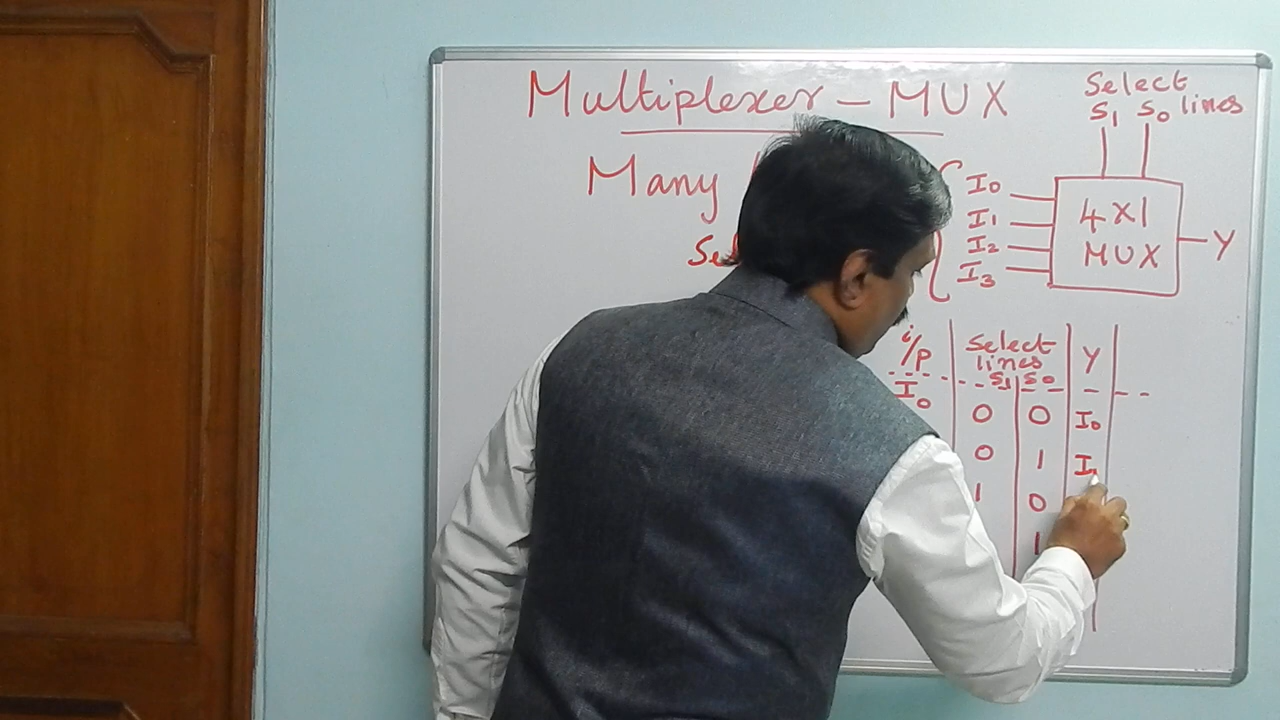 Multiplexer – MUX
Select
S1 S0 lines
Many
I0
I1
I2
I3
4X1
MUX
Y
i/p Select lines Y
S1 S0
I0 0 0 I0
0 1 I1
1 0
1